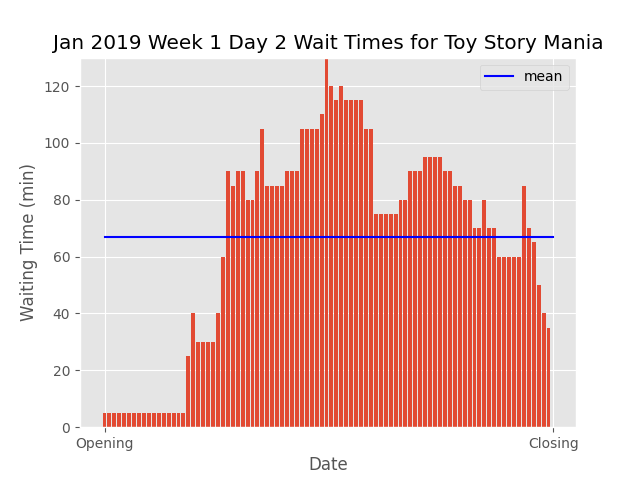 Jan 2019 Week 1 Day 2 Wait Times for Toy Story Mania
mean
120
100
80
60
40
20
0
Waiting Time (min)
Opening
Closing
Date